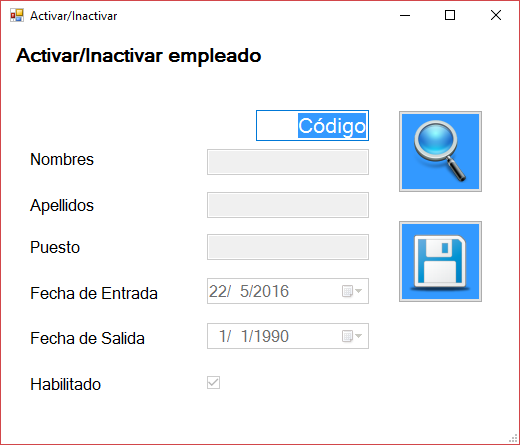 Activar/Inactivar
Activar/Inactivar empleado
Código
Nombres
Apellidos
Puesto
Fecha de Entrada 22/ 5/2016
Fecha de Salida 1/ 1/1990
Habilitado